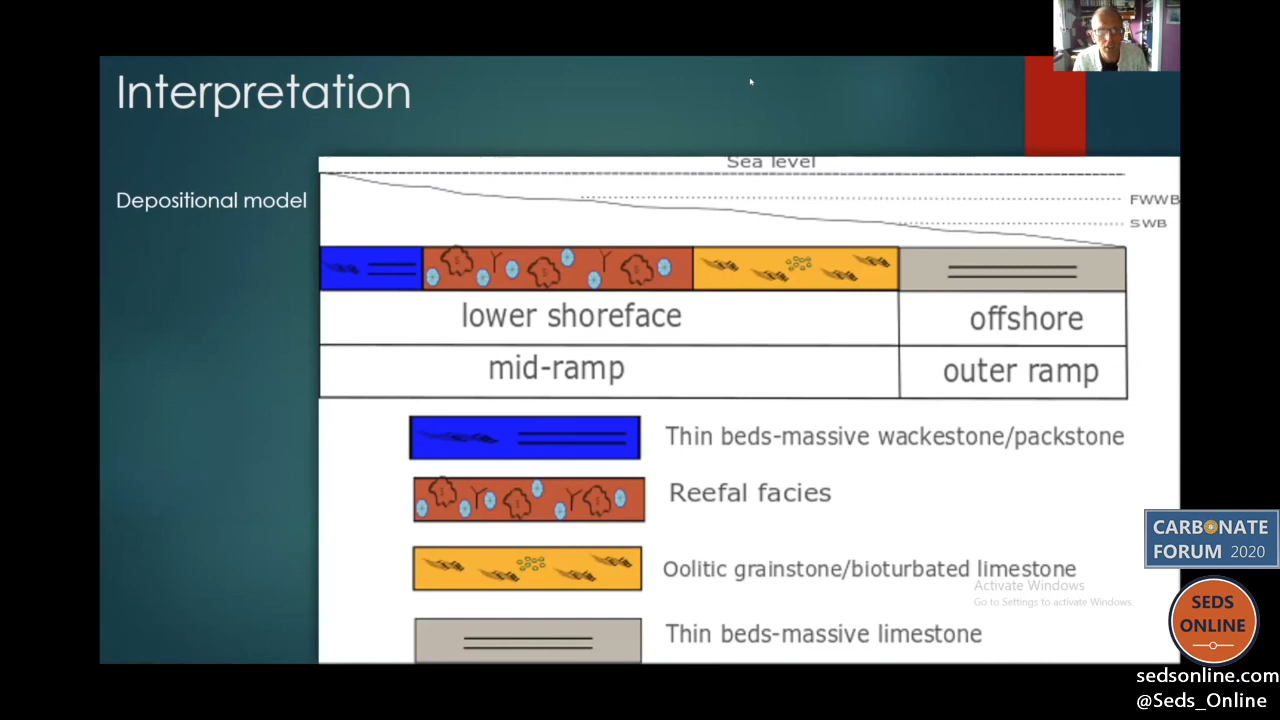 Interpretation
Depositional model
Sea level
FWWB
SWB
lower shoreface
offshore
mid-ramp
outer ramp
Thin beds-massive wackestone/packstone
Reefal facies
Oolitic grainstone/bioturbated limestone
Activate Windows
Go to Settings to activate Windows.
Thin beds-massive limestone
CARBONATE
FORUM 2020
SEDS
ONLINE
sedsonline.com
@Seds_Online